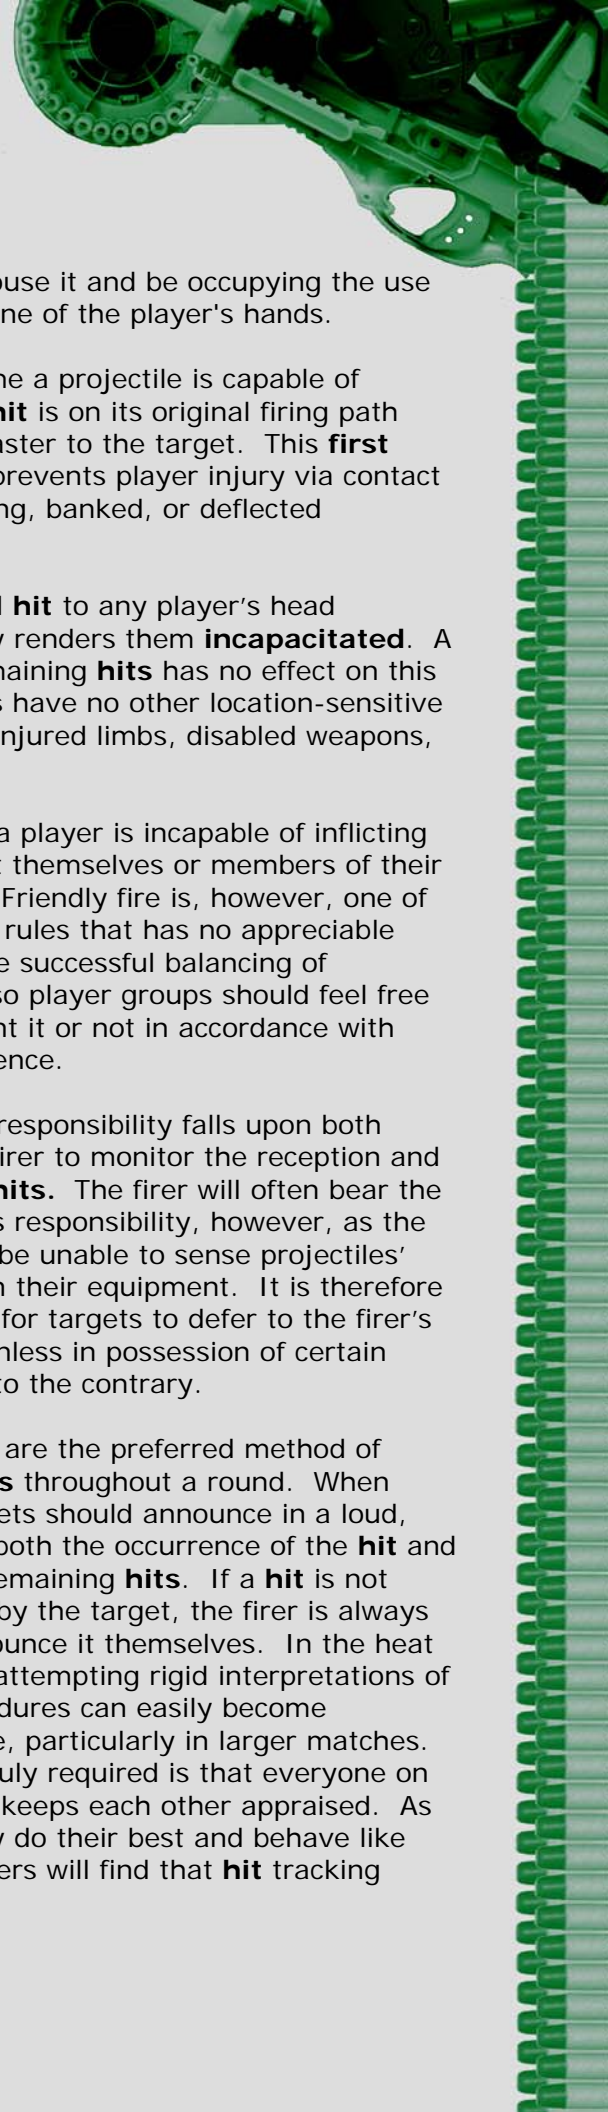 ouse it and be occupying the use
ne of the player's hands.
he a projectile is capable of
hit is on its original firing path
aster to the target.  This first
prevents player injury via contact
ng, banked, or deflected
hit to any player’s head
y renders them incapacitated.  A
maining hits has no effect on this
s have no other location-sensitive
njured limbs, disabled weapons,
a player is incapable of inflicting
t themselves or members of their
Friendly fire is, however, one of
rules that has no appreciable
e successful balancing of
so player groups should feel free
nt it or not in accordance with
ence.
responsibility falls upon both
irer to monitor the reception and
hits.  The firer will often bear the
s responsibility, however, as the
be unable to sense projectiles’
n their equipment.  It is therefore
for targets to defer to the firer’s
nless in possession of certain
to the contrary.
are the preferred method of
s throughout a round.  When
ets should announce in a loud,
both the occurrence of the hit and
emaining hits.  If a hit is not
by the target, the firer is always
ounce it themselves.  In the heat
attempting rigid interpretations of
dures can easily become
e, particularly in larger matches.
uly required is that everyone on
keeps each other appraised.  As
y do their best and behave like
ers will find that hit tracking